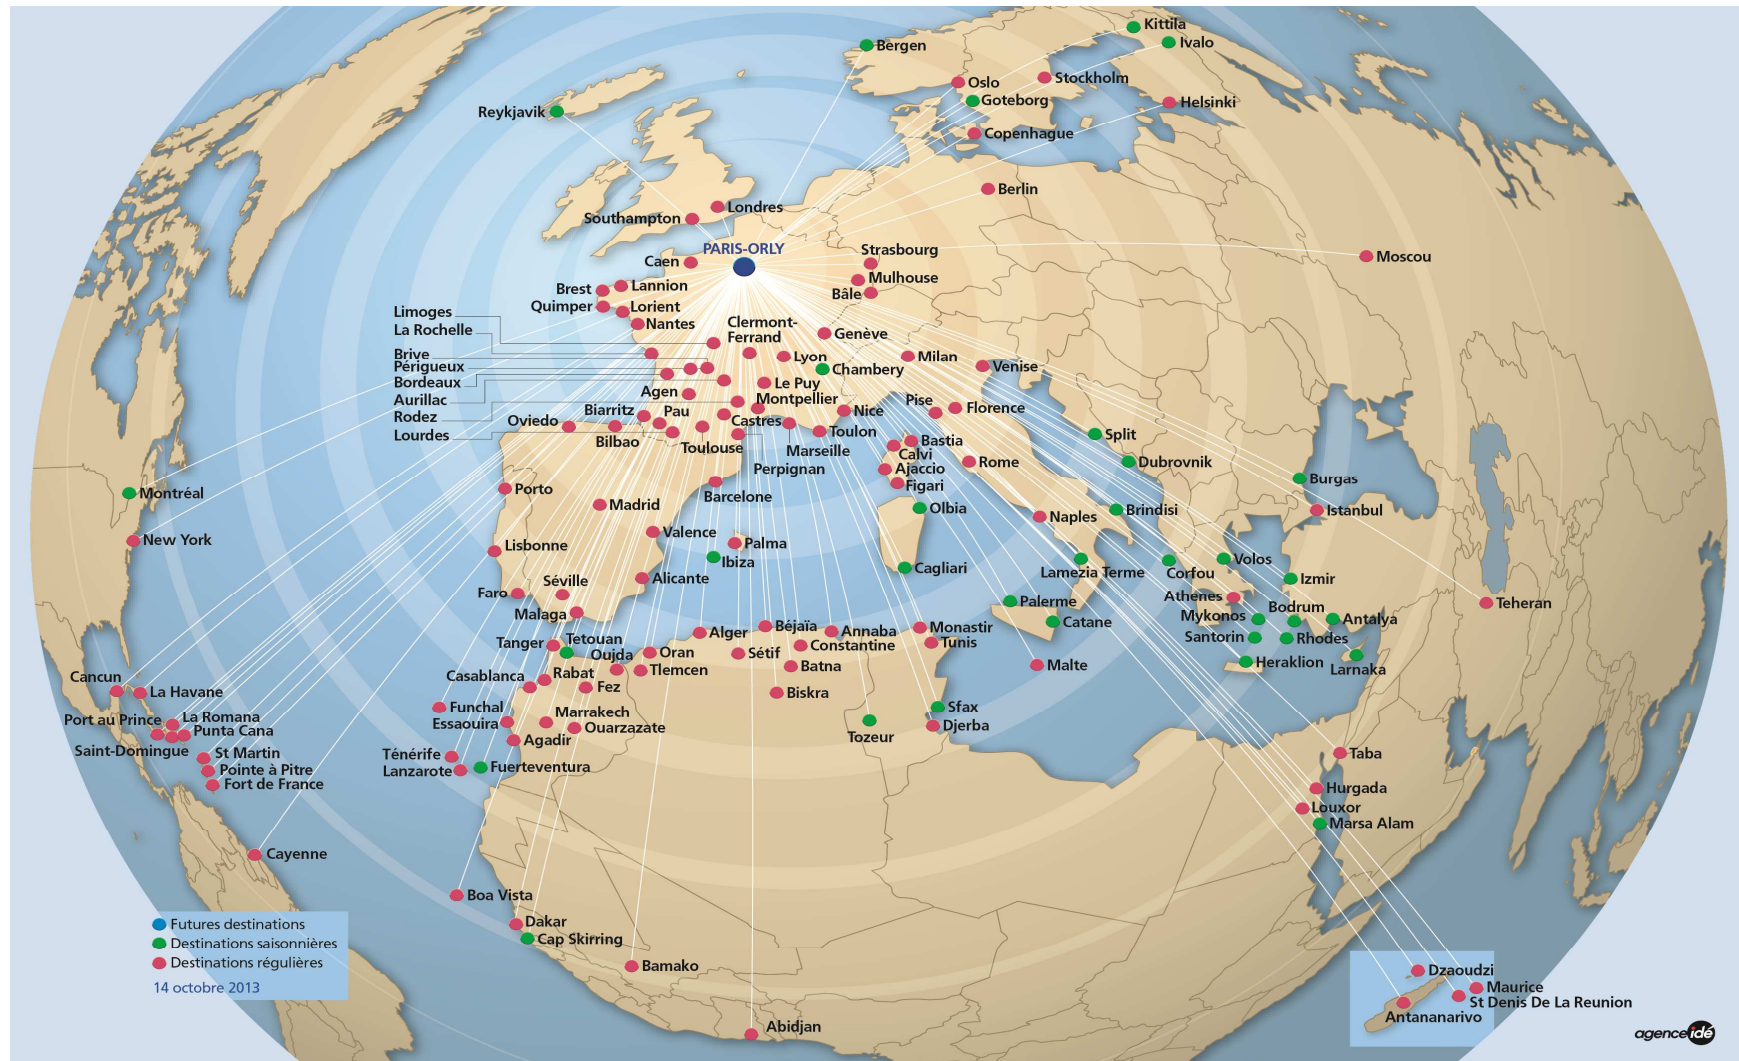 Kittila
Ivalo
Bergen
Oslo
Stockholm
Goteborg
Helsinki
Reykjavik
Copenhague
Berlin
Londres
Southampton
PARIS-ORLY
Strasbourg
Moscou
Caen
Mulhouse
Bâle
Brest
Lannion
Quimper
Lorient
Nantes
Limoges
La Rochelle
Clermont-
Ferrand
Genève
Brive
Périgueux
Bordeaux
Aurillac
Rodez
Lourdes
Lyon
Chambery
Milan
Venise
Le Puy
Agen
Montpellier
Biarritz
Pau
Castres
Nice
Pise
Florence
Oviedo
Bilbao
Toulouse
Toulon
Marseille
Perpignan
Bastia
Calvi
Ajaccio
Figari
Rome
Split
Dubrovnik
Burgas
Montréal
Porto
Madrid
Barcelone
Olbia
Naples
Brindisi
Istanbul
New York
Lisbonne
Valence
Palma
Ibiza
Cagliari
Lamezia Terme
Corfou
Volos
Izmir
Faro
Séville
Alicante
Malaga
Palerme
Catane
Athenes
Mykonos
Bodrum
Antalya
Santorin
Rhodes
Heraklion
Larnaka
Teheran
Tanger
Tetouan
Oujda
Oran
Tlemcen
Alger
Béjaïa
Annaba
Constantine
Sétif
Batna
Biskra
Monastir
Tunis
Malte
Casablanca
Rabat
Fez
Cancun
La Havane
Port au Prince
La Romana
Punta Cana
Saint-Domingue
St Martin
Pointe à Pitre
Fort de France
Funchal
Essaouira
Marrakech
Ouarzazate
Agadir
Ténérife
Lanzarote
Fuerteventura
Tozeur
Sfax
Djerba
Taba
Hurgada
Louxor
Marsa Alam
Cayenne
Boa Vista
Dakar
Cap Skirring
Bamako
Abidjan
Futures destinations
Destinations saisonnières
Destinations régulières
14 octobre 2013
Dzaoudzi
Maurice
St Denis De La Reunion
Antananarivo
agence idé